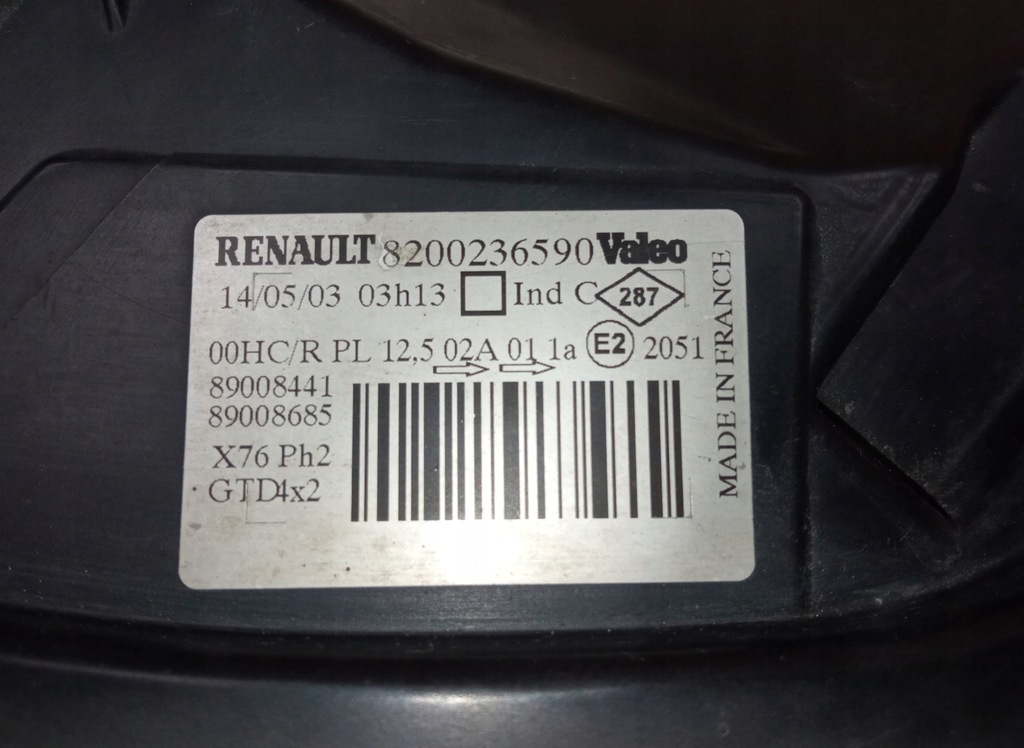 RENAULT 8200236590 Valeo
14/05/03 03h13 Ind C 287
00HC/R PL 12,5 02A 01 1a E2 2051
89008441
89008685
X76 Ph2
GTD4x2
MADE IN FRANCE